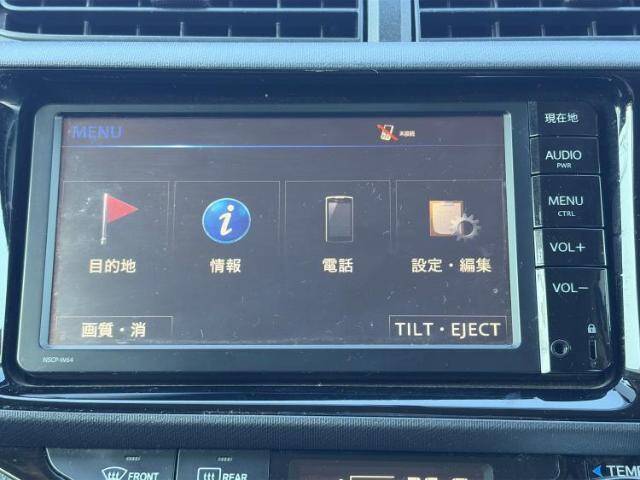 MENU
未接続
目的地
情報
電話
設定・編集
画質・消
TILT・EJECT
現在地
AUDIO
PWR
MENU
CTRL
VOL+
VOL−
NSCP-W64
FRONT
REAR
TEMP